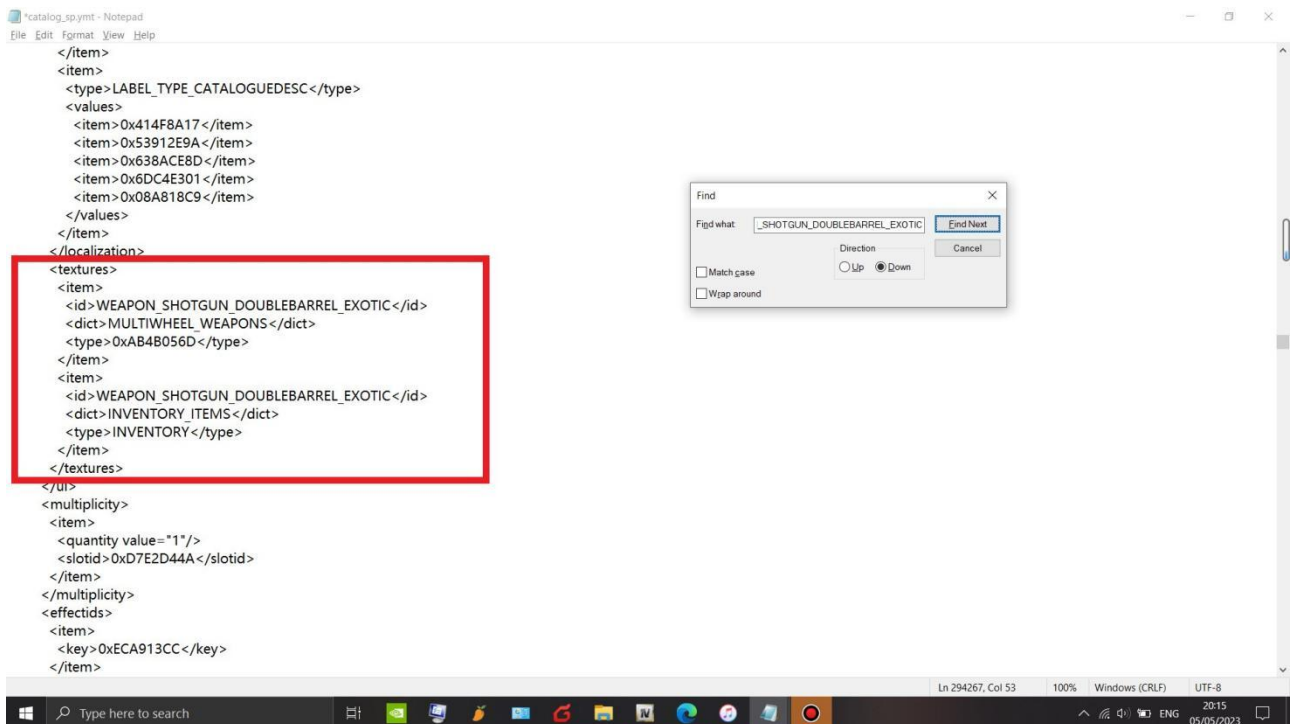 *catalog_sp.ymt - Notepad
File Edit Format View Help
</item>
<item>
<type>LABEL_TYPE_CATALOGUEDESC</type>
<values>
<item>0x414F8A17</item>
<item>0x53912E9A</item>
<item>0x638ACE8D</item>
<item>0x6DC4E301</item>
<item>0x08A818C9</item>
</values>
</item>
</localization>
<textures>
<item>
<id>WEAPON_SHOTGUN_DOUBLEBARREL_EXOTIC</id>
<dict>MULTIWHEEL_WEAPONS</dict>
<type>0xAB4B056D</type>
</item>
<item>
<id>WEAPON_SHOTGUN_DOUBLEBARREL_EXOTIC</id>
<dict>INVENTORY_ITEMS</dict>
<type>INVENTORY</type>
</item>
</textures>
</ui>
<multiplicity>
<item>
<quantity value="1"/>
<slotid>0xD7E2D44A</slotid>
</item>
</multiplicity>
<effectids>
<item>
<key>0xECA913CC</key>
</item>
Find
Find what: _SHOTGUN_DOUBLEBARREL_EXOTIC Find Next
Direction Cancel
Match case Up Down
Wrap around
Ln 294267, Col 53 100% Windows (CRLF) UTF-8
Type here to search IV ENG 20:15
05/05/2023